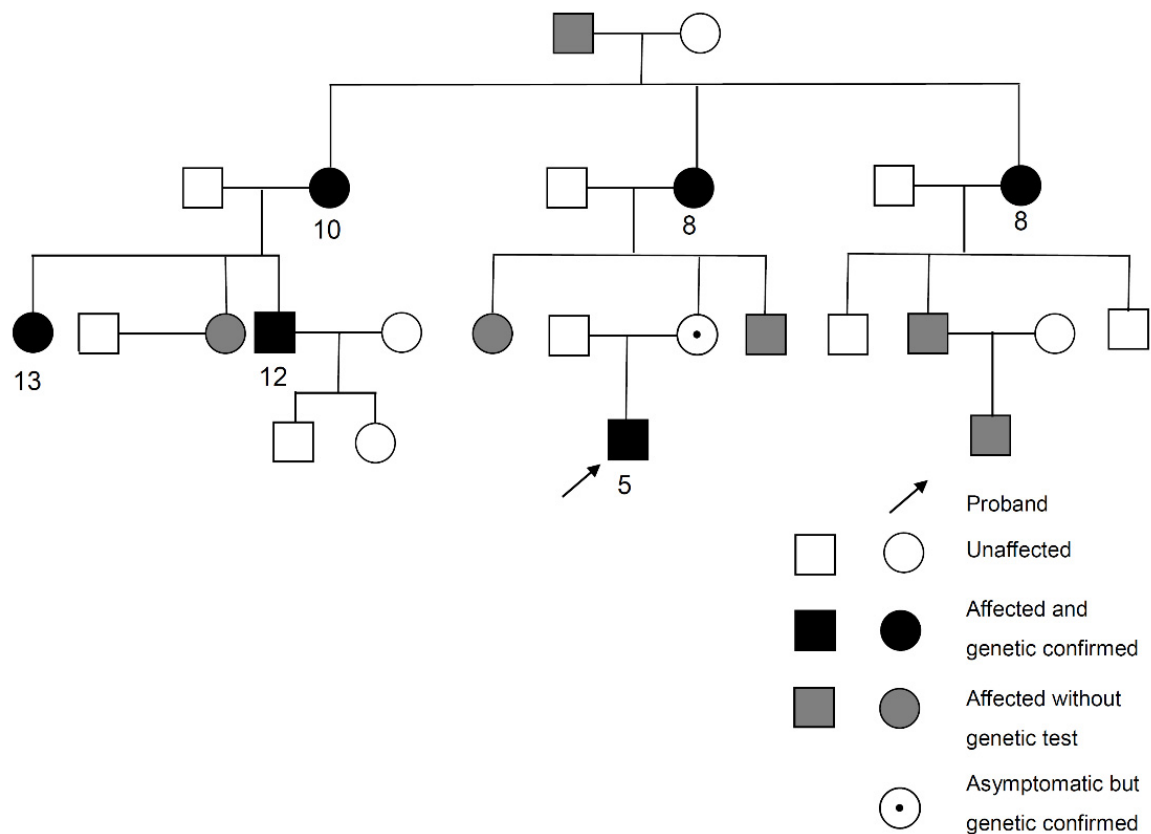 10
8
8
13
12
5
Proband
Unaffected
Affected and
genetic confirmed
Affected without
genetic test
Asymptomatic but
genetic confirmed